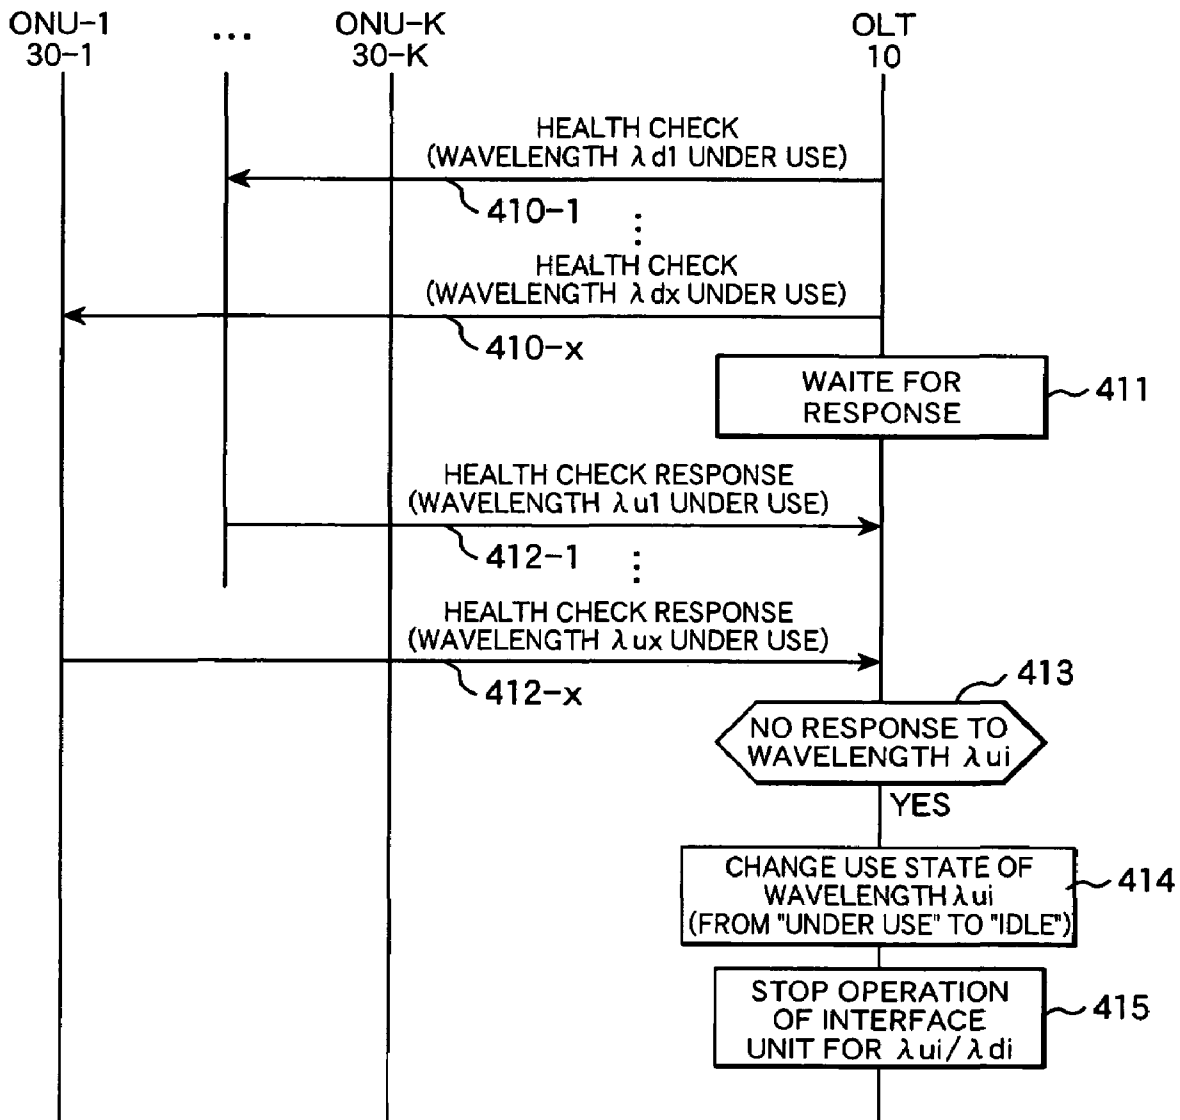 ONU-1 ... ONU-K OLT
30-1 30-K 10
HEALTH CHECK
(WAVELENGTH λd1 UNDER USE)
410-1
HEALTH CHECK
(WAVELENGTH λdx UNDER USE)
410-x
WAITE FOR
RESPONSE
411
HEALTH CHECK RESPONSE
(WAVELENGTH λu1 UNDER USE)
412-1
HEALTH CHECK RESPONSE
(WAVELENGTH λux UNDER USE)
412-x
413
NO RESPONSE TO
WAVELENGTH λui
YES
CHANGE USE STATE OF
WAVELENGTH λui
(FROM "UNDER USE" TO "IDLE")
414
STOP OPERATION
OF INTERFACE
UNIT FOR λui/λdi
415